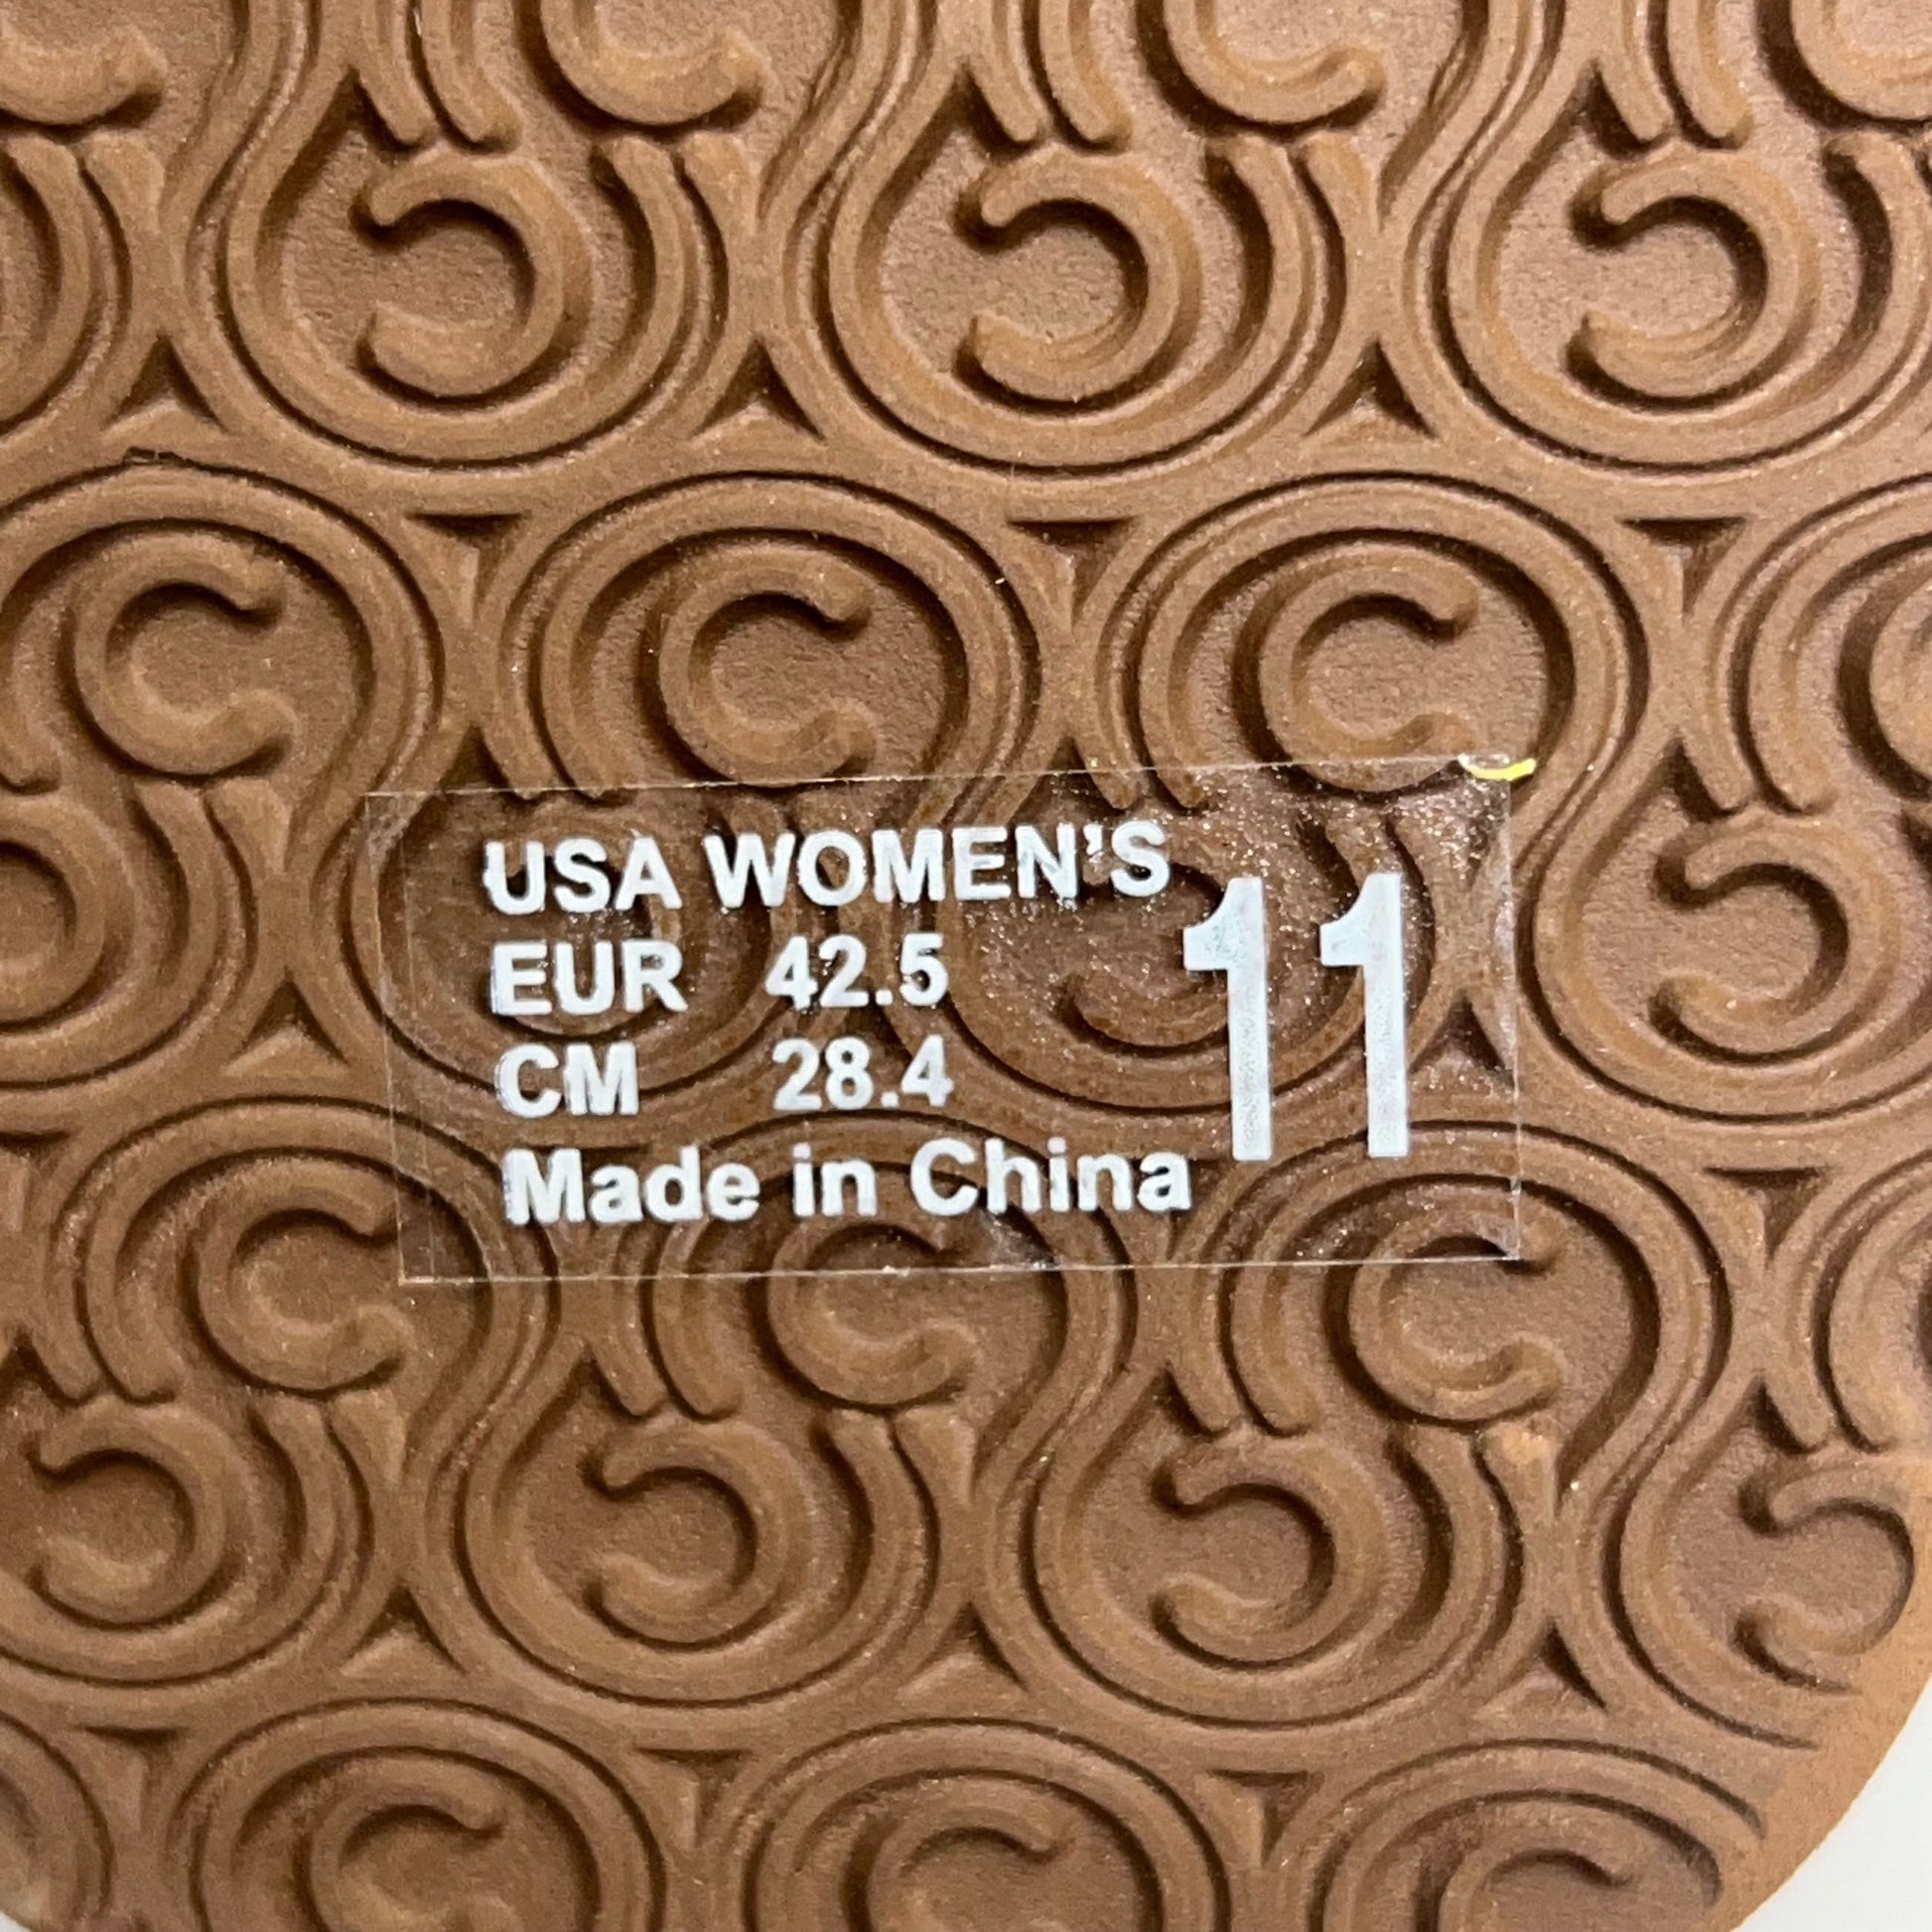 USA WOMEN'S
EUR 42.5
CM 28.4
Made in China
11